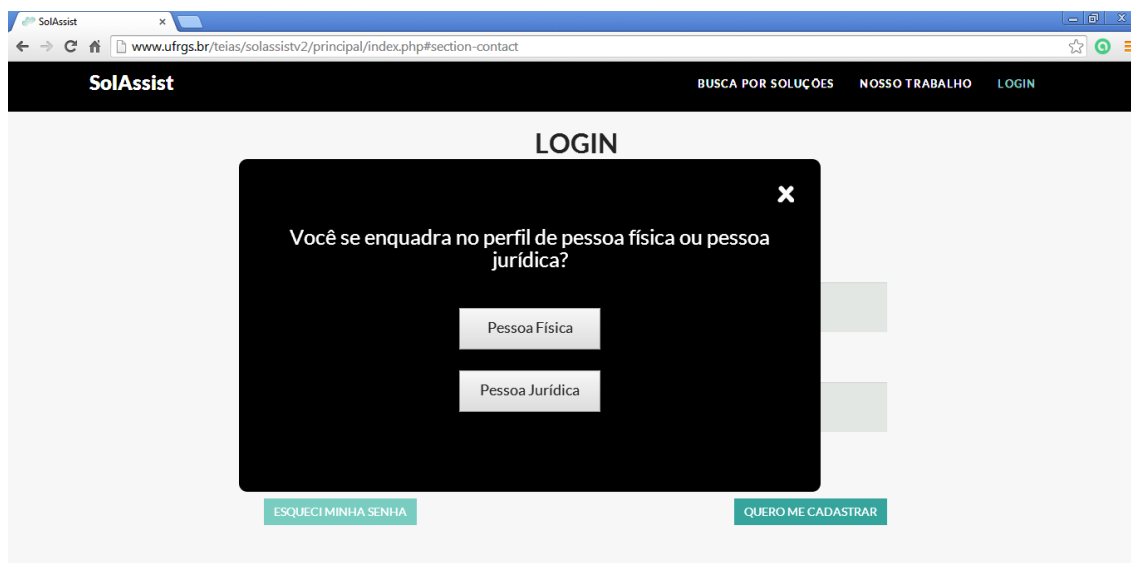 SolAssist
www.ufrgs.br/teias/solassistv2/principal/index.php#section-contact
SolAssist BUSCA POR SOLUÇÕES NOSSO TRABALHO LOGIN
LOGIN
Você se enquadra no perfil de pessoa física ou pessoa
jurídica?
Pessoa Física
Pessoa Jurídica
ESQUECI MINHA SENHA QUERO ME CADASTRAR